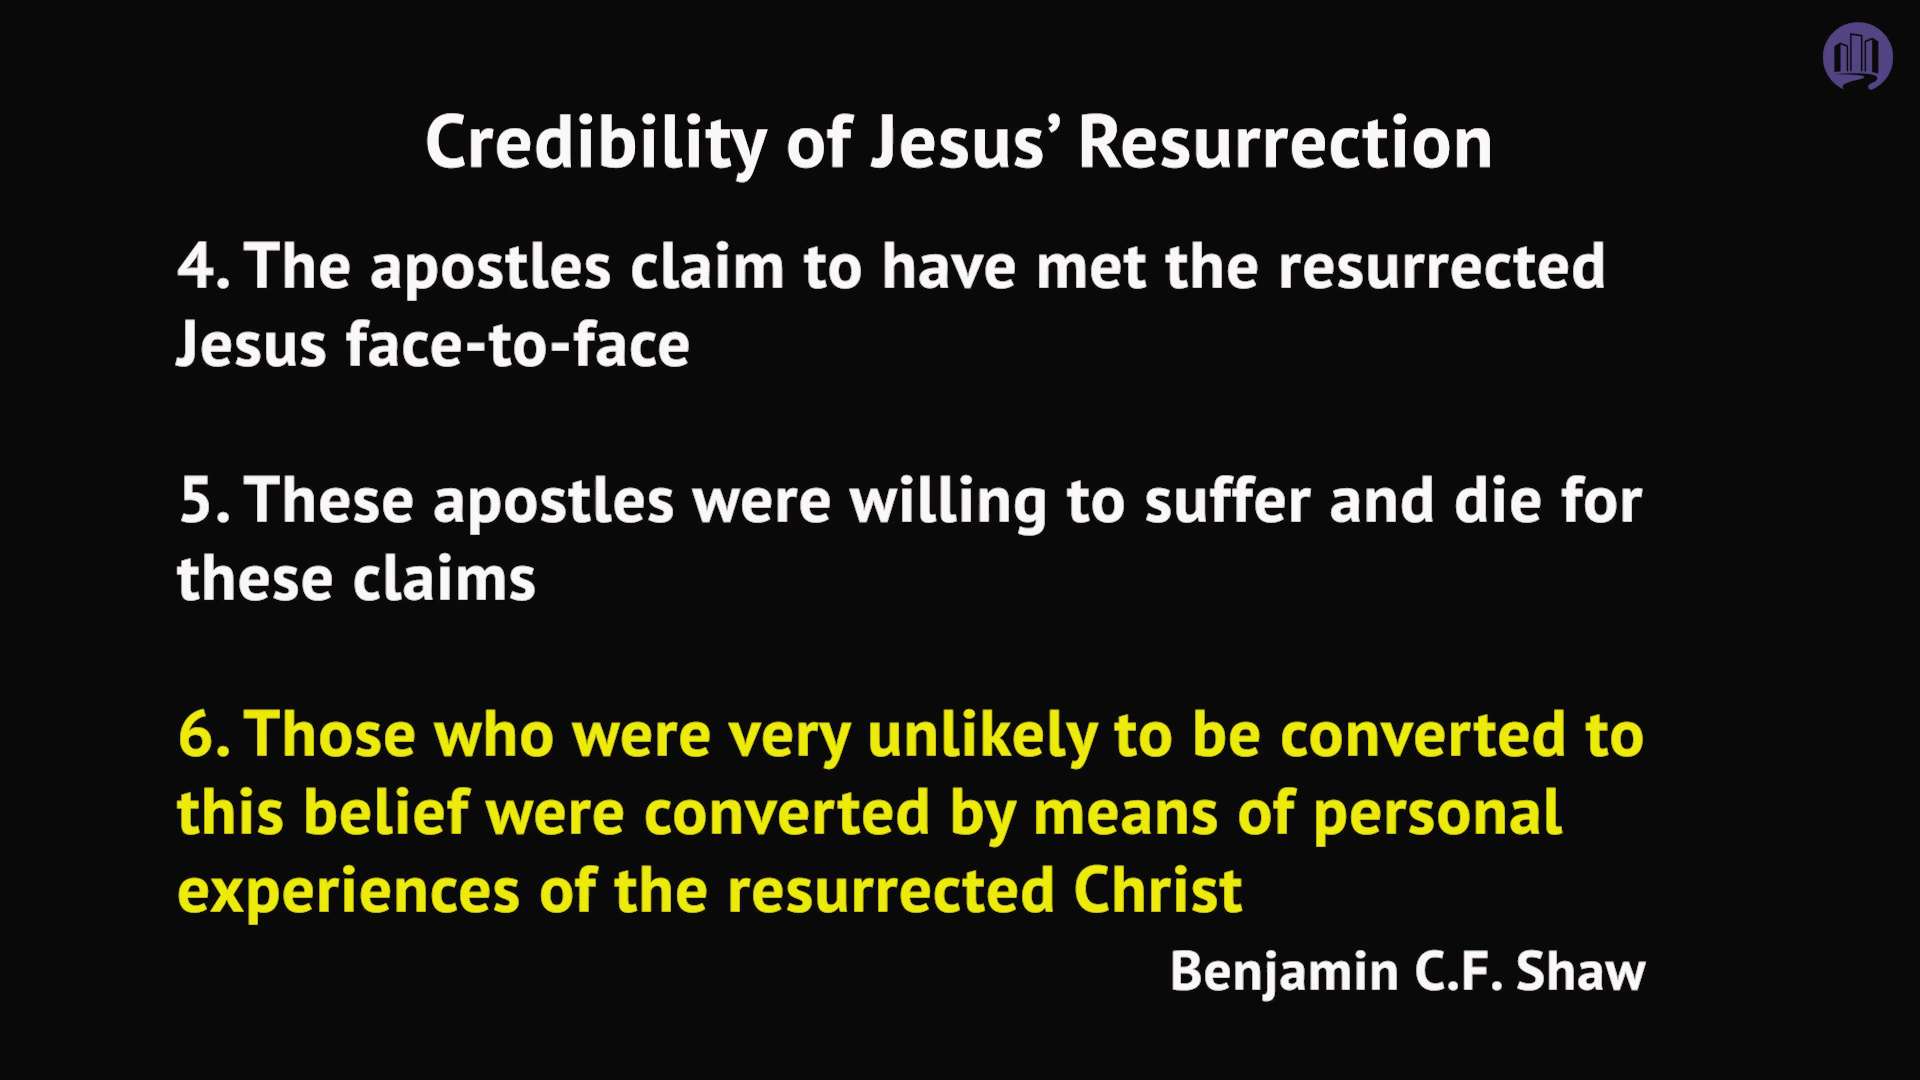 Credibility of Jesus’ Resurrection
4. The apostles claim to have met the resurrected
Jesus face-to-face
5. These apostles were willing to suffer and die for
these claims
6. Those who were very unlikely to be converted to
this belief were converted by means of personal
experiences of the resurrected Christ
Benjamin C.F. Shaw